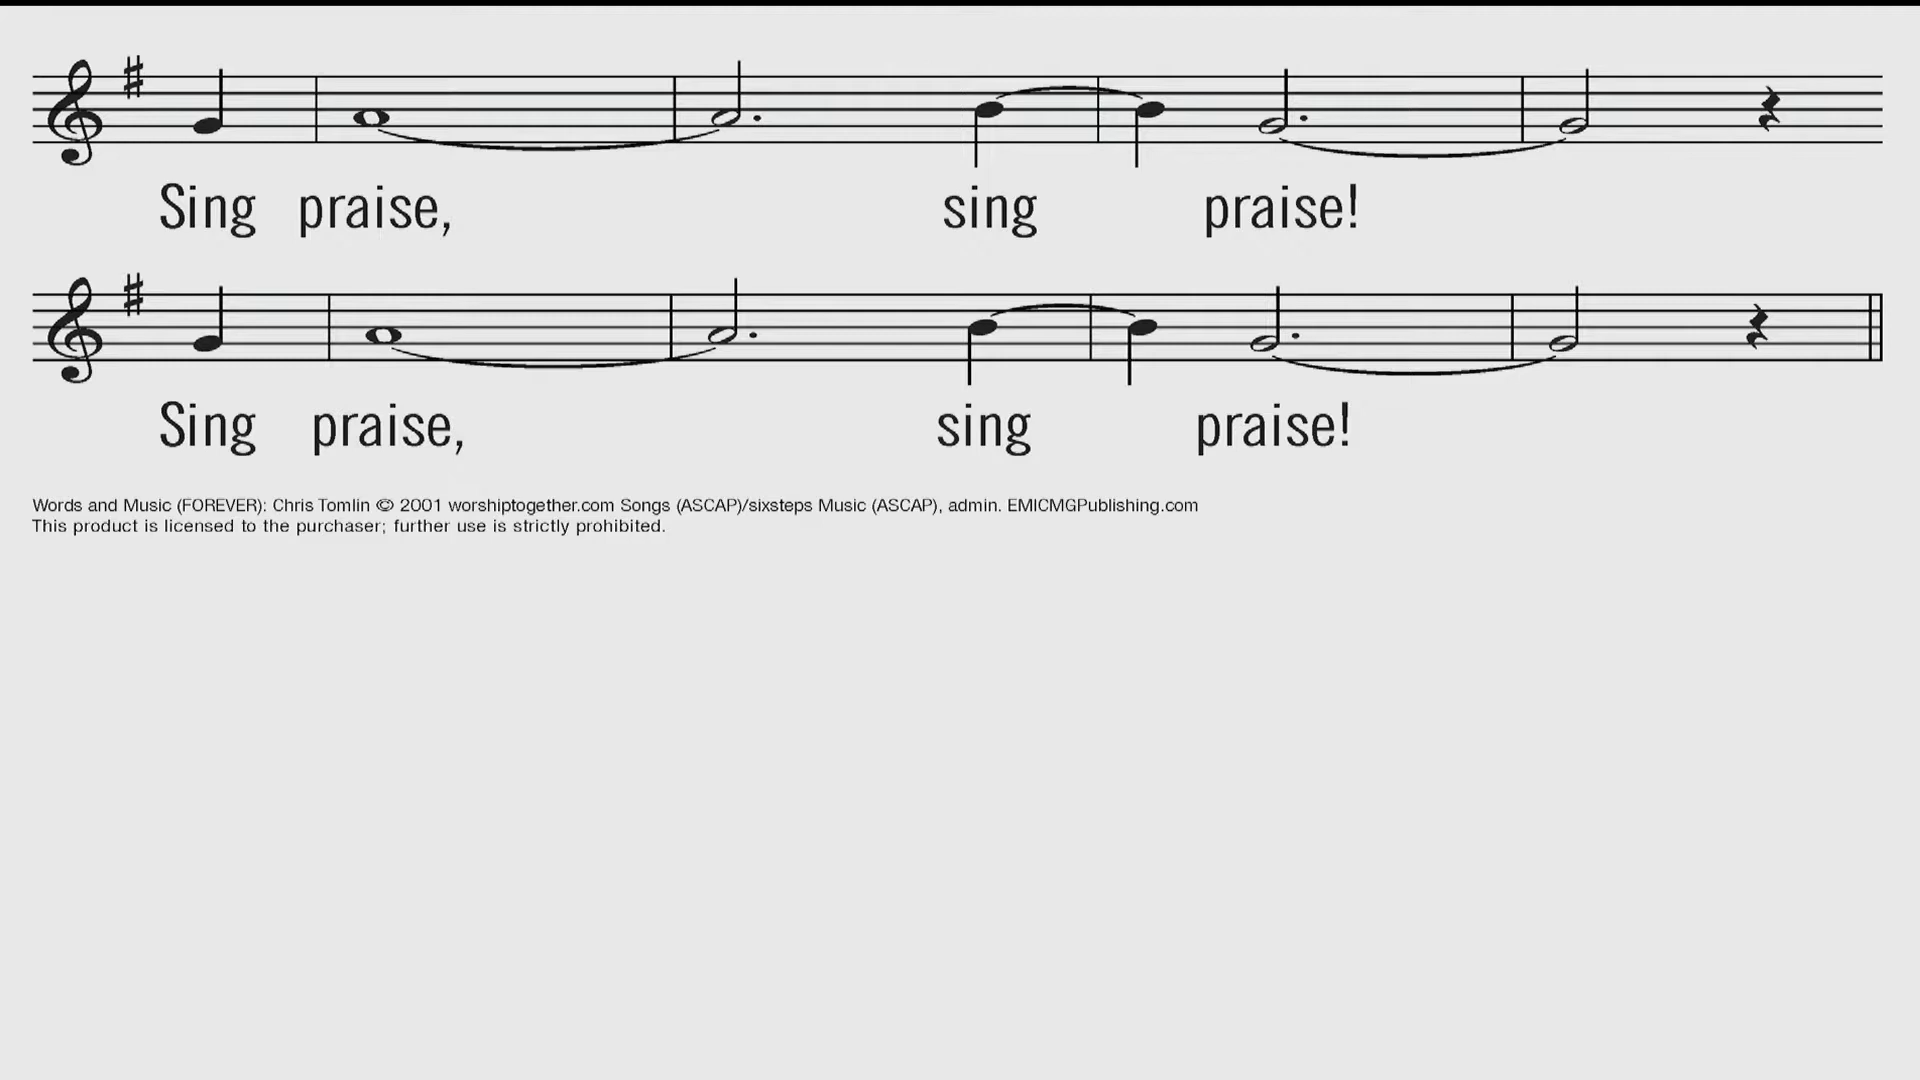 Sing praise, sing praise!
Sing praise, sing praise!
Words and Music (FOREVER): Chris Tomlin © 2001 worshiptogether.com Songs (ASCAP)/sixsteps Music (ASCAP), admin. EMICMGPublishing.com
This product is licensed to the purchaser; further use is strictly prohibited.